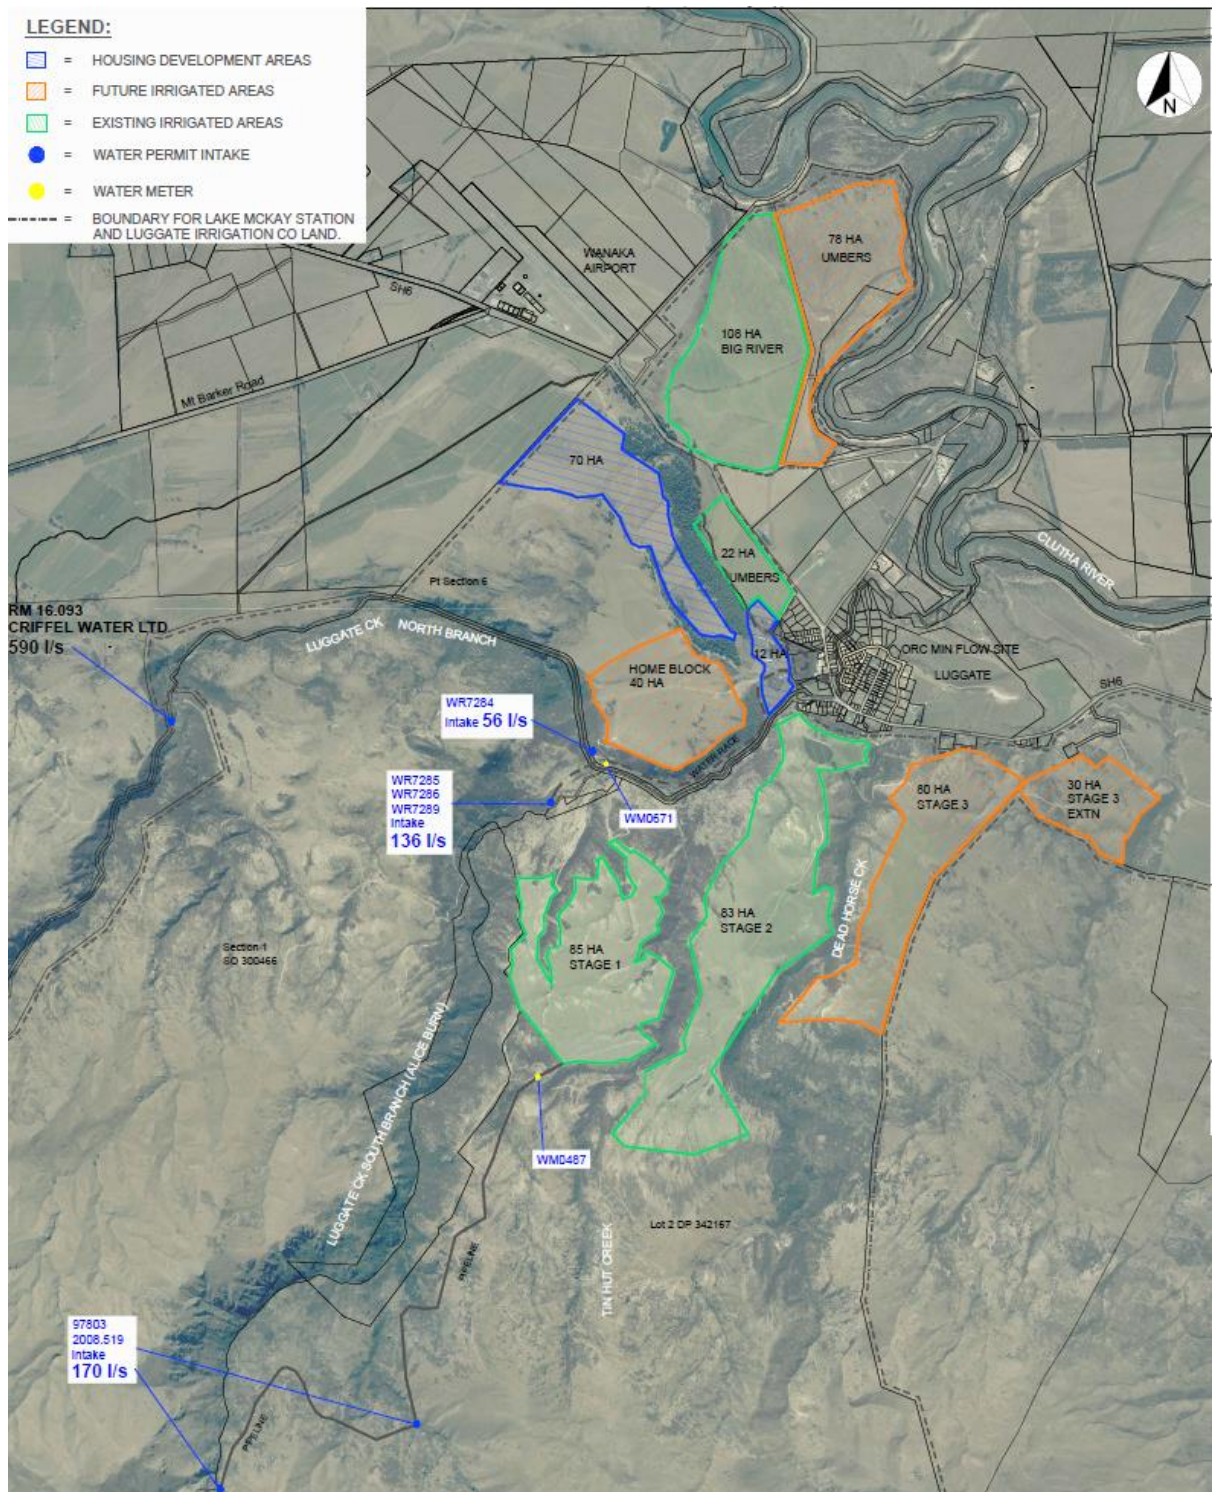 LEGEND:
= HOUSING DEVELOPMENT AREAS
= FUTURE IRRIGATED AREAS
= EXISTING IRRIGATED AREAS
= WATER PERMIT INTAKE
= WATER METER
= BOUNDARY FOR LAKE MCKAY STATION
AND LUGGATE IRRIGATION CO LAND.
N
WANAKA
AIRPORT
SH6
Mt Barker Road
78 HA
UMBERS
108 HA
BIG RIVER
70 HA
22 HA
UMBERS
CLUTHA RIVER
Pt Section 6
RM 16.093
CRIFFEL WATER LTD
590 l/s
LUGGATE CK NORTH BRANCH
12 HA
ORC MIN FLOW SITE
LUGGATE
SH6
HOME BLOCK
40 HA
WR7284
Intake 56 l/s
WATER RACE
WR7285
WR7286
WR7289
Intake
136 l/s
WM0671
80 HA
STAGE 3
30 HA
STAGE 3
EXTN
DEAD HORSE CK
83 HA
STAGE 2
85 HA
STAGE 1
Section 1
SO 300466
LUGGATE CK SOUTH BRANCH (ALICE BURN)
WM0487
Lot 2 DP 342167
TIN HUT CREEK
PIPELINE
97803
2008.519
Intake
170 l/s
PIPELINE